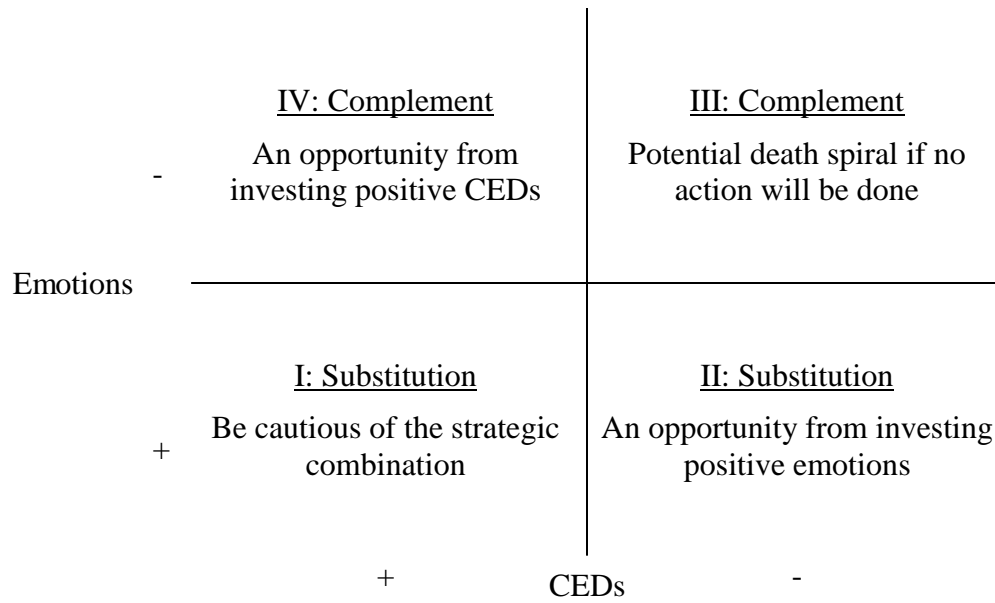 IV: Complement
An opportunity from
investing positive CEDs
III: Complement
Potential death spiral if no
action will be done
-
Emotions
I: Substitution
Be cautious of the strategic
combination
II: Substitution
An opportunity from investing
positive emotions
+
+
CEDs
-